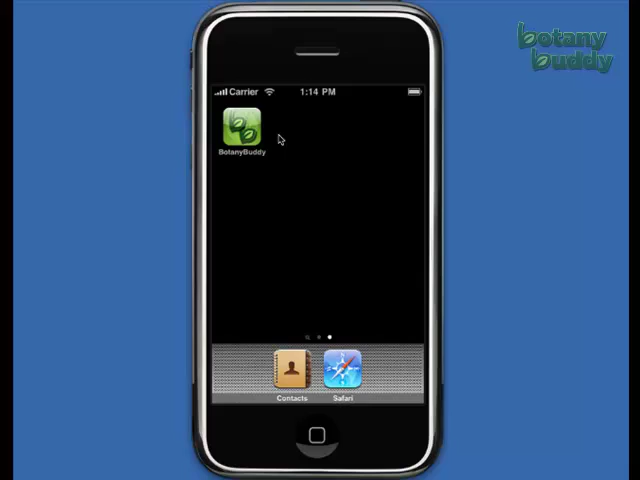 botany
buddy
Carrier
1:14 PM
BotanyBuddy
Contacts
Safari